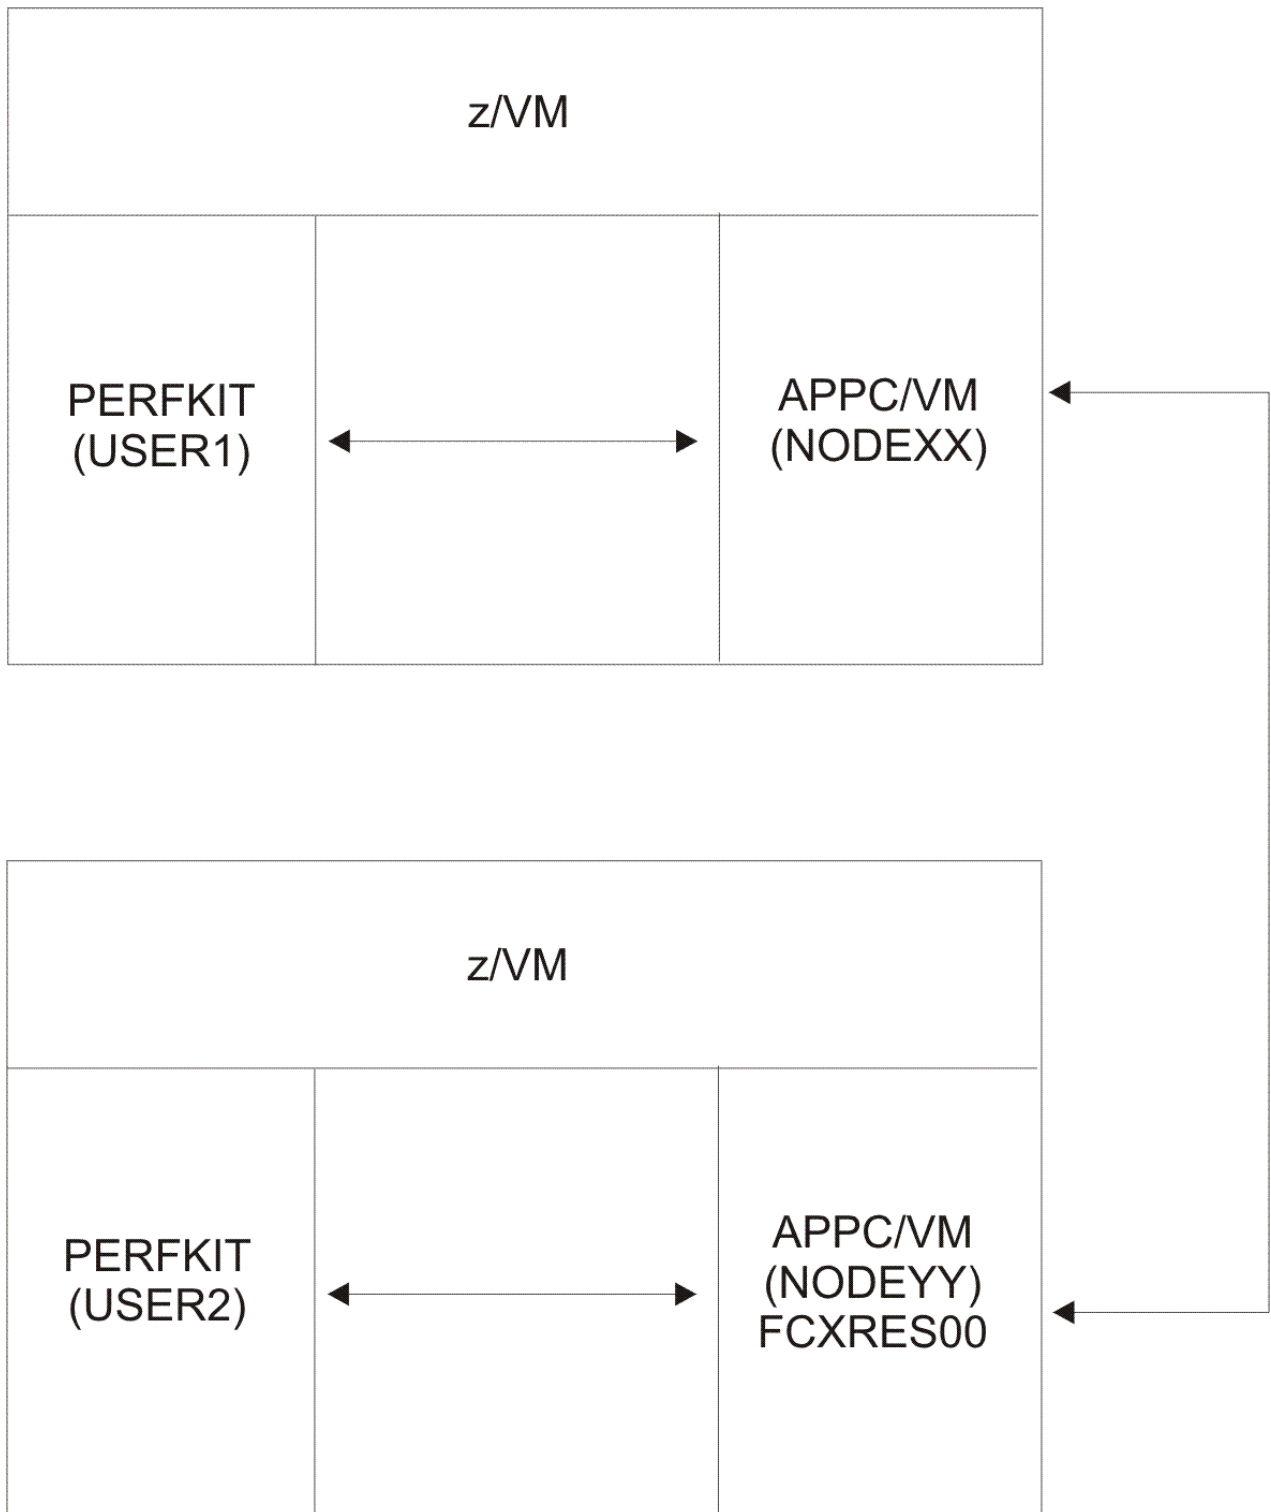 z/VM
PERFKIT
(USER1)
APPC/VM
(NODEXX)
z/VM
PERFKIT
(USER2)
APPC/VM
(NODEYY)
FCXRES00